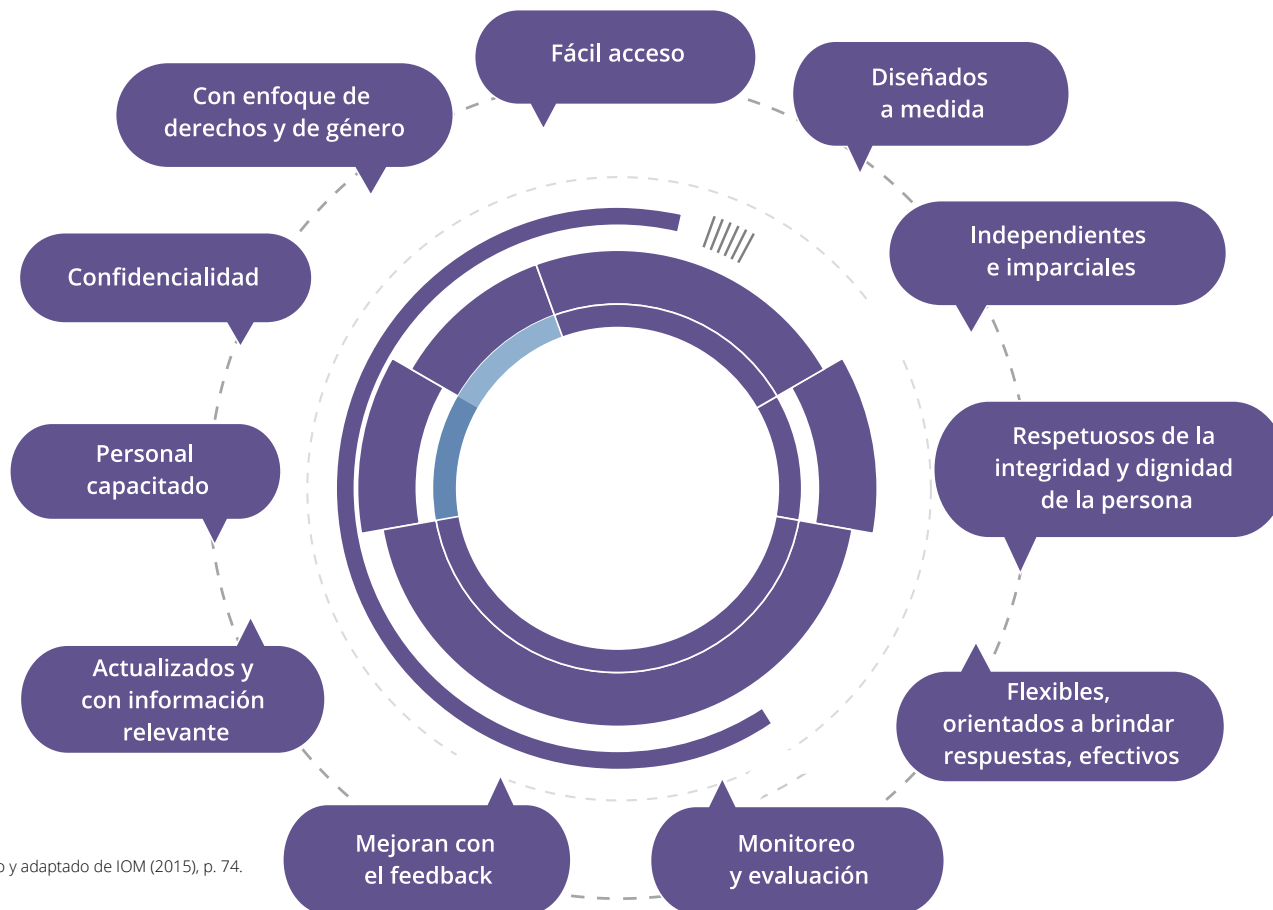 Fácil acceso
Diseñados
a medida
Independientes
e imparciales
Respetuosos de la
integridad y dignidad
de la persona
Flexibles,
orientados a brindar
respuestas, efectivos
Monitoreo
y evaluación
Mejoran con
el feedback
Actualizados y
con información
relevante
Personal
capacitado
Confidencialidad
Con enfoque de
derechos y de género
y adaptado de IOM (2015), p. 74.